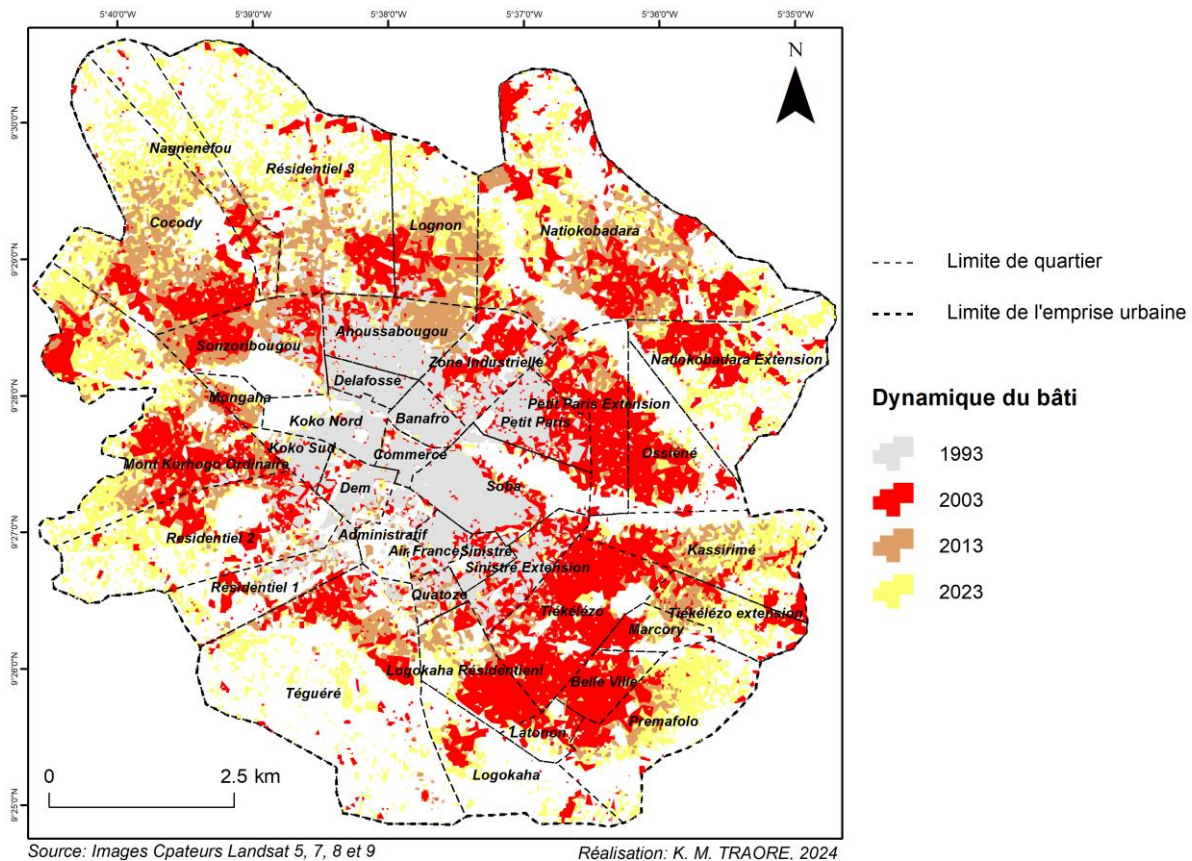 5°40'0"W 5°39'0"W 5°38'0"W 5°37'0"W 5°36'0"W 5°35'0"W
N
9°30'0"N
Nagnenefou
Résidentiel 3
Cocody
Lognon
Natiokobadara
9°29'0"N
Ahoussabougou
Sonzonbougou
Zone Industrielle
Natiokobadara Extension
Delafosse
9°28'0"N
Mongaha
Koko Nord
Banafro
Petit Paris Extension
Petit Paris
Koko Sud
Commerce
Ossiéné
Mont Korhogo Ordinaire
Dem
Soba
9°27'0"N
Résidentiel 2
Administratif
Air France
Sinistré
Kassirimé
Sinistré Extension
Résidentiel 1
Quatoze
Tiékélézo
Tiékélézo extension
Marcory
9°26'0"N
Logokaha Résidentienl
Belle Ville
Téguéré
Premafolo
Latonon
Logokaha
0 2.5 km
9°25'0"N
Source: Images Cpateurs Landsat 5, 7, 8 et 9
Réalisation: K. M. TRAORE, 2024
Limite de quartier
Limite de l'emprise urbaine
Dynamique du bâti
1993
2003
2013
2023